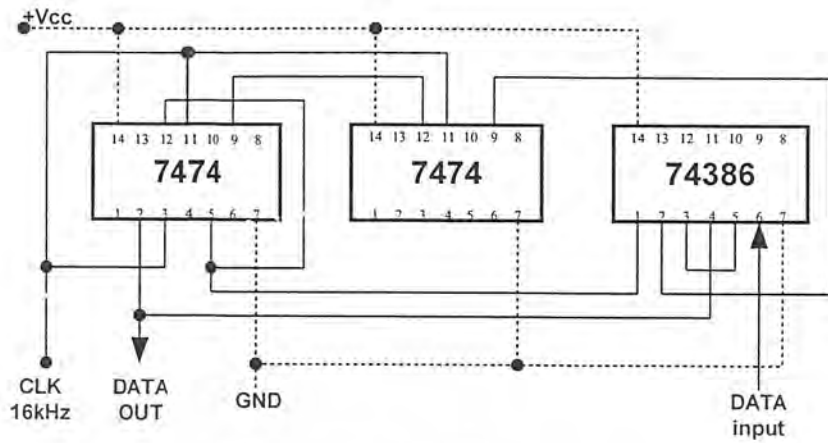 +Vcc
14 13 12 11 10 9 8
7474
1 2 3 4 5 6 7
14 13 12 11 10 9 8
7474
1 2 3 4 5 6 7
14 13 12 11 10 9 8
74386
1 2 3 4 5 6 7
CLK
16kHz
DATA
OUT
GND
DATA
input